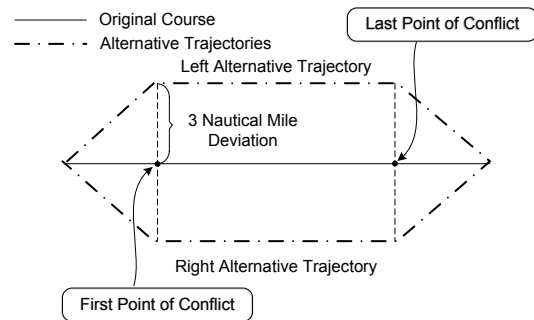 Original Course
Alternative Trajectories
Last Point of Conflict
Left Alternative Trajectory
3 Nautical Mile
Deviation
Right Alternative Trajectory
First Point of Conflict